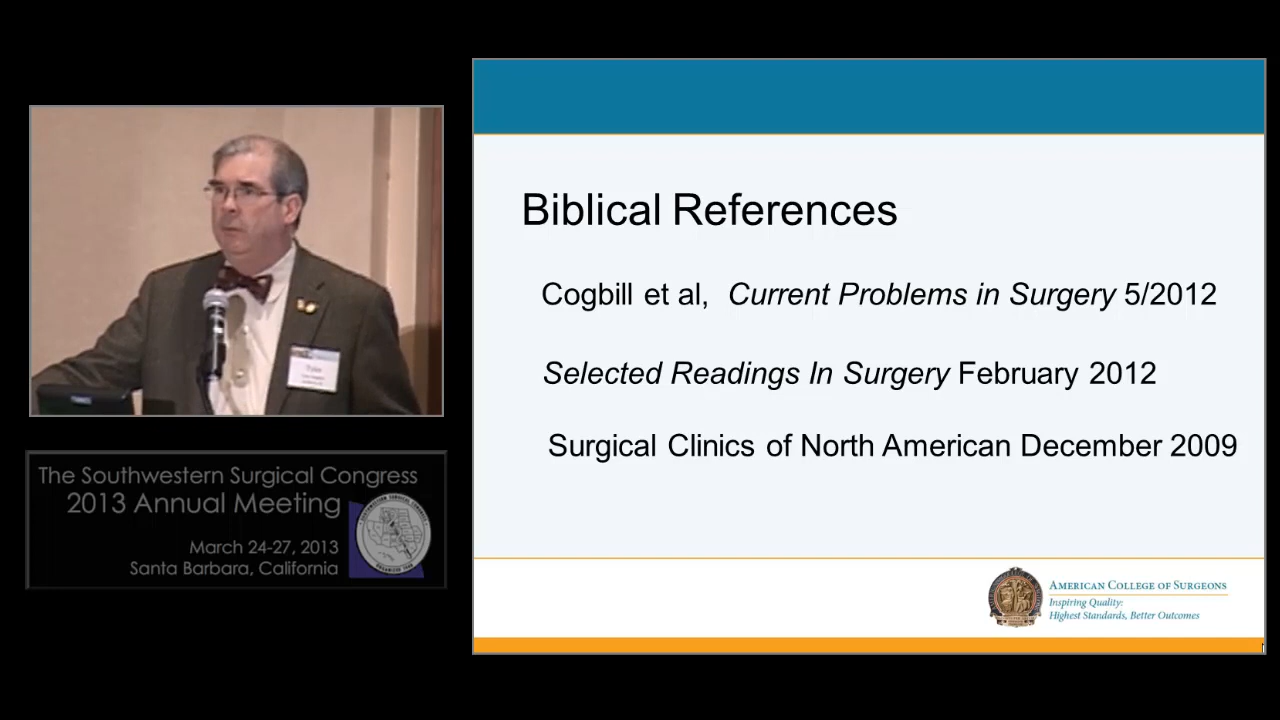 Biblical References
Cogbill et al, Current Problems in Surgery 5/2012
Selected Readings In Surgery February 2012
Surgical Clinics of North American December 2009
AMERICAN COLLEGE OF SURGEONS
Inspiring Quality:
Highest Standards, Better Outcomes
The Southwestern Surgical Congress
2013 Annual Meeting
March 24-27, 2013
Santa Barbara, California